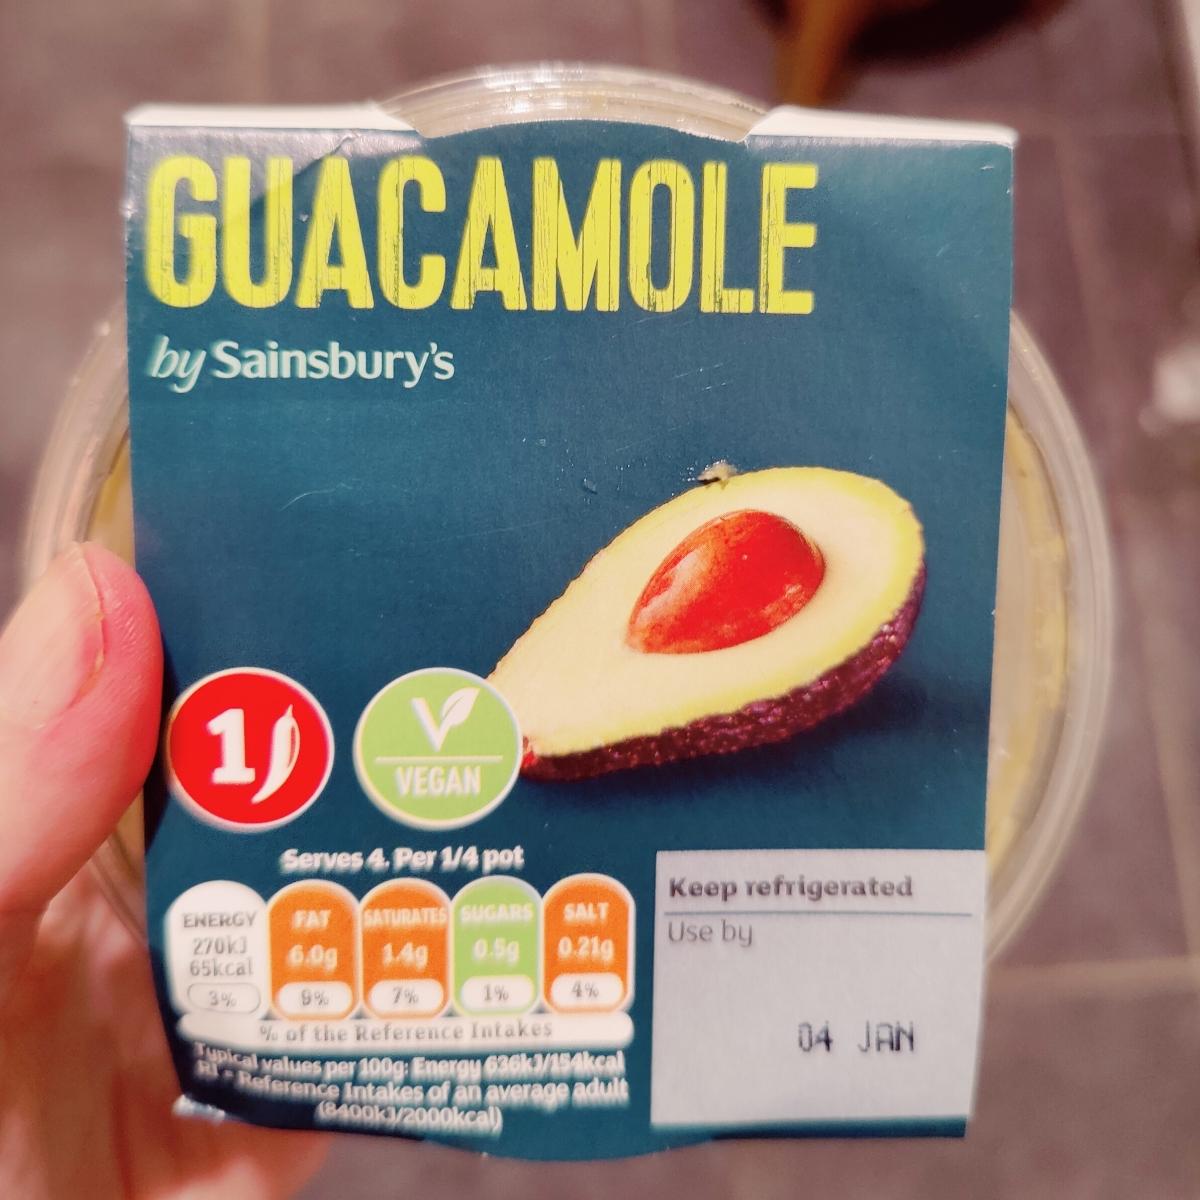 GUACAMOLE
by Sainsbury's
1
V
VEGAN
Serves 4. Per 1/4 pot
ENERGY
270kJ
65kcal
3%
FAT
6.0g
9%
SATURATES
1.4g
7%
SUGARS
0.5g
1%
SALT
0.21g
4%
% of the Reference Intakes
Typical values per 100g: Energy 636kJ/154kcal
RI = Reference Intakes of an average adult
(8400kJ/2000kcal)
Keep refrigerated
Use by
04 JAN